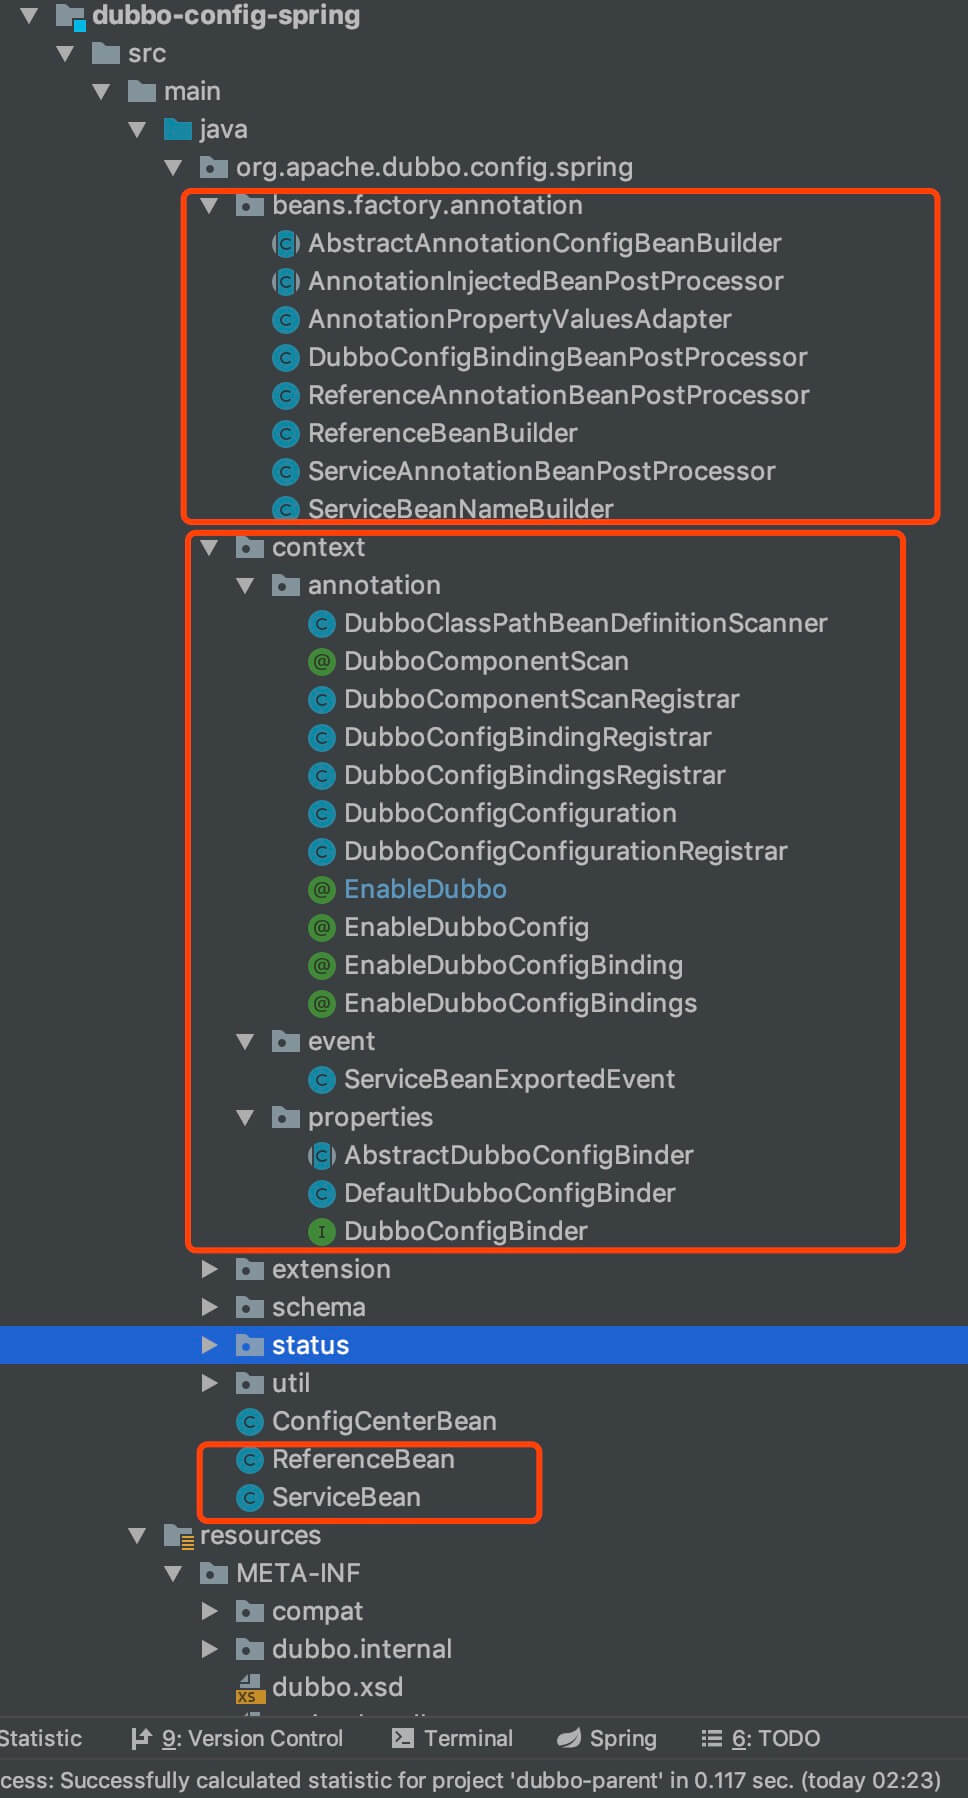 dubbo-config-spring
src
main
java
org.apache.dubbo.config.spring
beans.factory.annotation
AbstractAnnotationConfigBeanBuilder
AnnotationInjectedBeanPostProcessor
AnnotationPropertyValuesAdapter
DubboConfigBindingBeanPostProcessor
ReferenceAnnotationBeanPostProcessor
ReferenceBeanBuilder
ServiceAnnotationBeanPostProcessor
ServiceBeanNameBuilder
context
annotation
DubboClassPathBeanDefinitionScanner
DubboComponentScan
DubboComponentScanRegistrar
DubboConfigBindingRegistrar
DubboConfigBindingsRegistrar
DubboConfigConfiguration
DubboConfigConfigurationRegistrar
EnableDubbo
EnableDubboConfig
EnableDubboConfigBinding
EnableDubboConfigBindings
event
ServiceBeanExportedEvent
properties
AbstractDubboConfigBinder
DefaultDubboConfigBinder
DubboConfigBinder
extension
schema
status
util
ConfigCenterBean
ReferenceBean
ServiceBean
resources
META-INF
compat
dubbo.internal
dubbo.xsd
Statistic 9: Version Control Terminal Spring 6: TODO
cess: Successfully calculated statistic for project 'dubbo-parent' in 0.117 sec. (today 02:23)